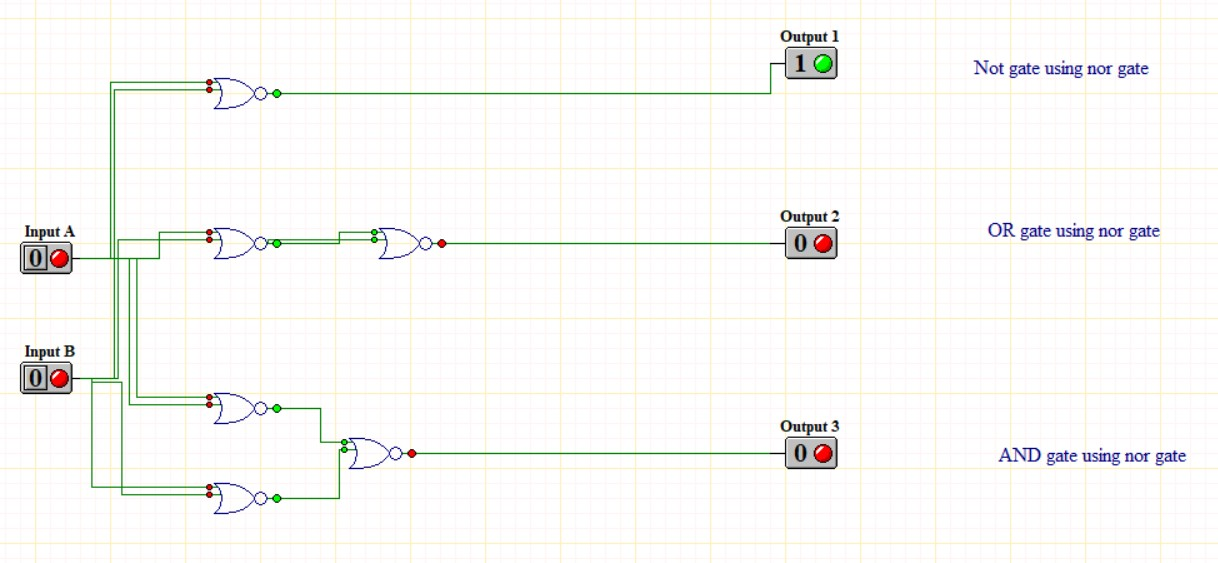 Output 1
1
Not gate using nor gate
Input A
0
Output 2
0
OR gate using nor gate
Input B
0
Output 3
0
AND gate using nor gate